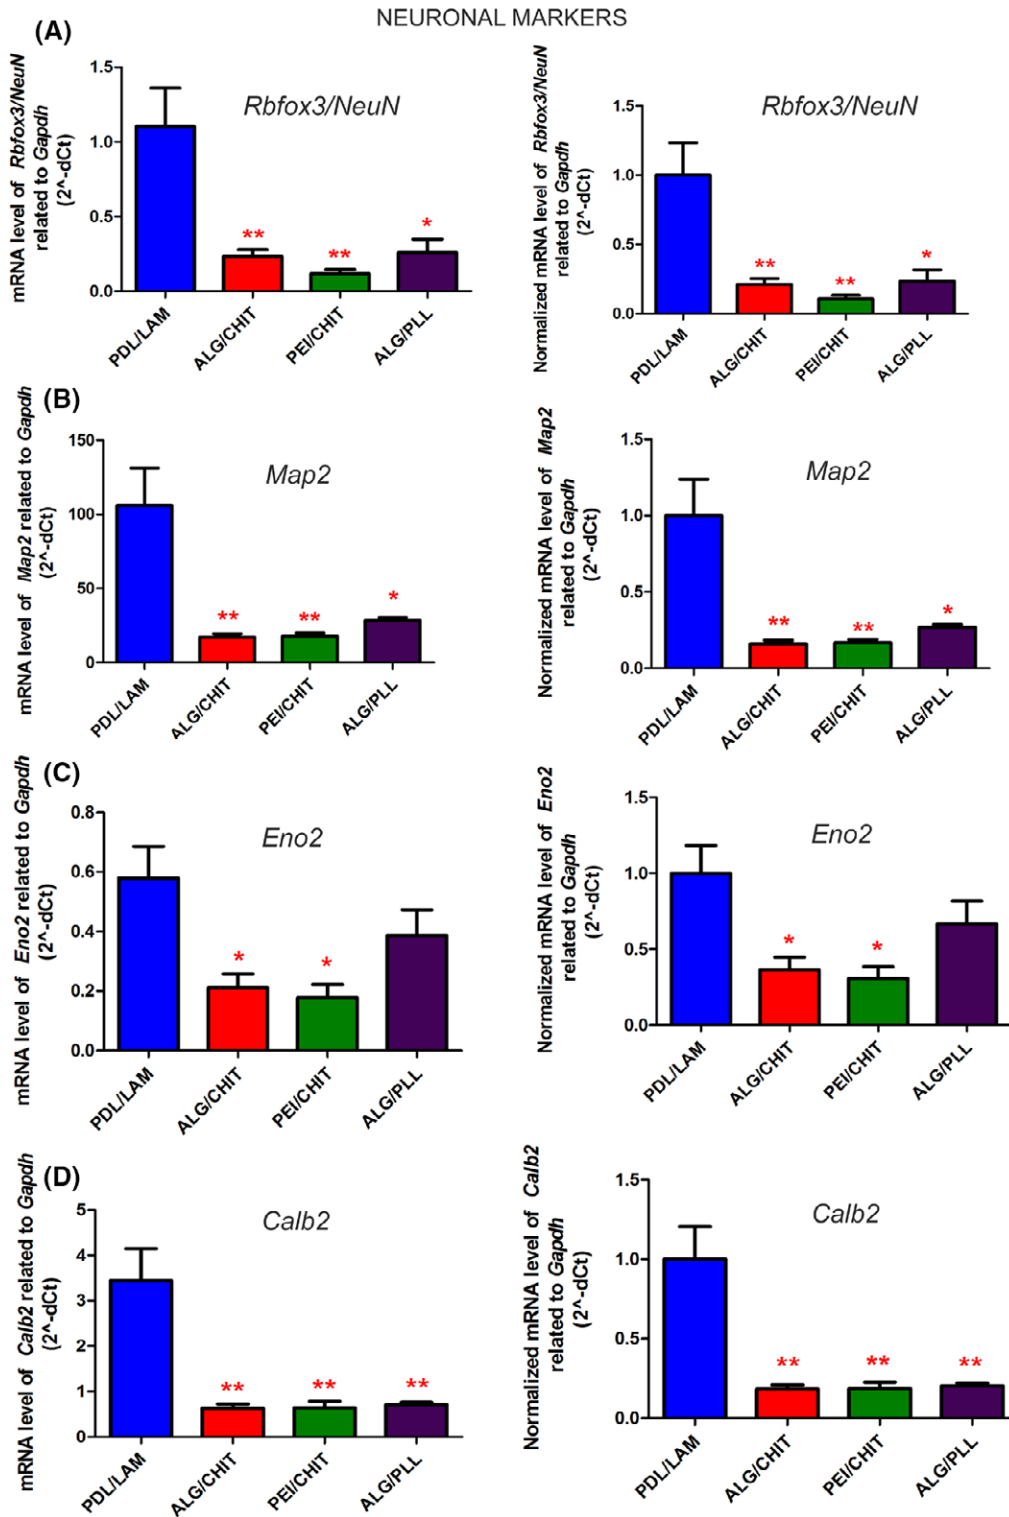 NEURONAL MARKERS
(A)
mRNA level of Rbfox3/NeuN
related to Gapdh
(2^-dCt)
Rbfox3/NeuN
1.5
1.0
0.5
0.0
**
**
*
PDL/LAM
ALG/CHIT
PEI/CHIT
ALG/PLL
Normalized mRNA level of Rbfox3/NeuN
related to Gapdh
(2^-dCt)
Rbfox3/NeuN
1.5
1.0
0.5
0.0
**
**
*
PDL/LAM
ALG/CHIT
PEI/CHIT
ALG/PLL
(B)
mRNA level of Map2 related to Gapdh
(2^-dCt)
Map2
150
100
50
0
**
**
*
PDL/LAM
ALG/CHIT
PEI/CHIT
ALG/PLL
Normalized mRNA level of Map2
related to Gapdh
(2^-dCt)
Map2
1.5
1.0
0.5
0.0
**
**
*
PDL/LAM
ALG/CHIT
PEI/CHIT
ALG/PLL
(C)
mRNA level of Eno2 related to Gapdh
(2^-dCt)
Eno2
0.8
0.6
0.4
0.2
0.0
*
*
PDL/LAM
ALG/CHIT
PEI/CHIT
ALG/PLL
Normalized mRNA level of Eno2
related to Gapdh
(2^-dCt)
Eno2
1.5
1.0
0.5
0.0
*
*
PDL/LAM
ALG/CHIT
PEI/CHIT
ALG/PLL
(D)
mRNA level of Calb2 related to Gapdh
(2^-dCt)
Calb2
5
4
3
2
1
0
**
**
**
PDL/LAM
ALG/CHIT
PEI/CHIT
ALG/PLL
Normalized mRNA level of Calb2
related to Gapdh
(2^-dCt)
Calb2
1.5
1.0
0.5
0.0
**
**
**
PDL/LAM
ALG/CHIT
PEI/CHIT
ALG/PLL